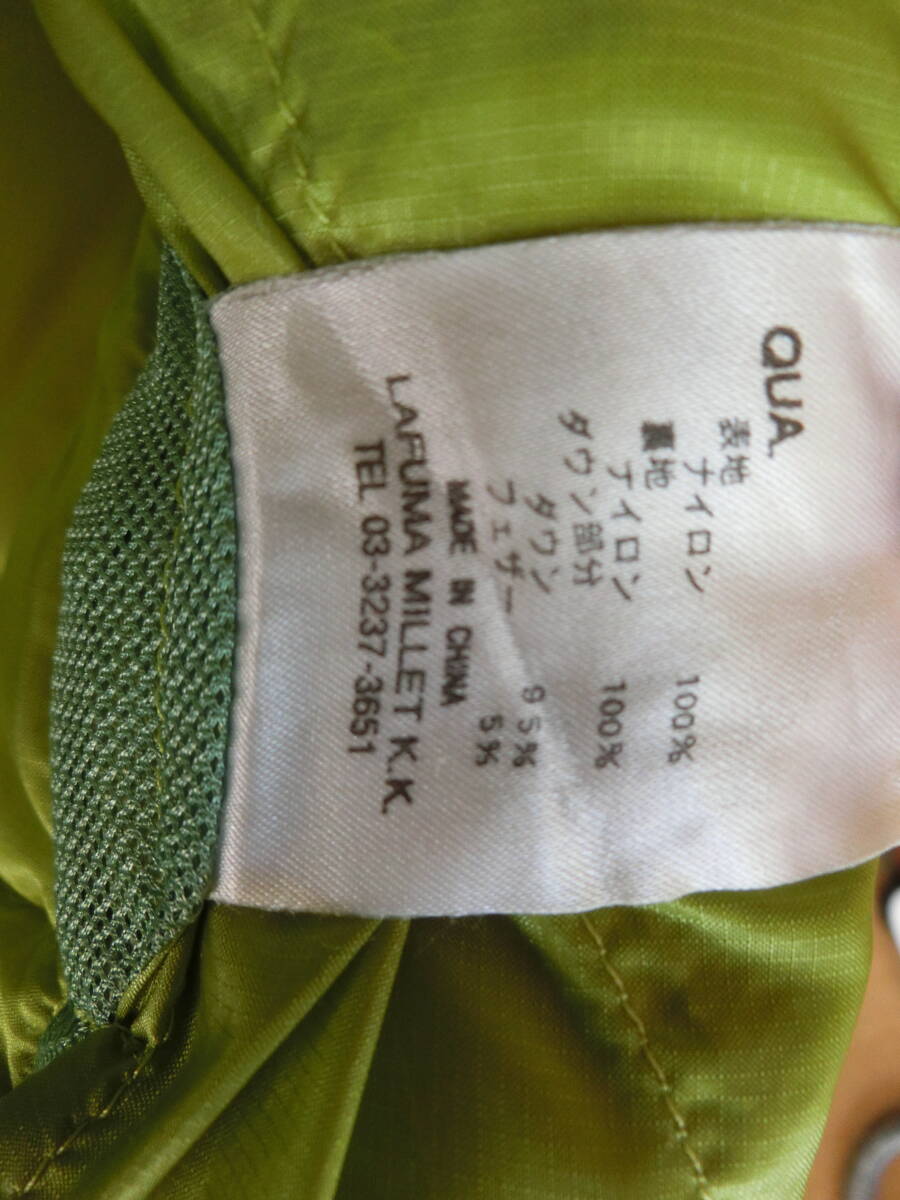 QUA.
表地
ナイロン 100%
裏地
ナイロン 100%
ダウン部分
ダウン 95%
フェザー 5%
MADE IN CHINA
LAFUMA MILLET K.K.
TEL 03-3237-3651